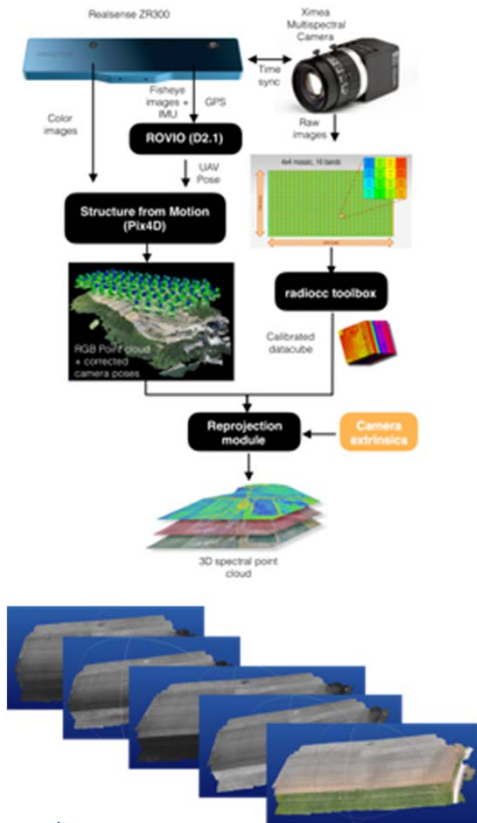 Realsense ZR300
Ximea
Multispectral
Camera
Time
sync
Color
images
Fisheye
images +
IMU
GPS
Raw
images
ROVIO (D2.1)
UAV
Pose
4x4 mosaic, 16 bands
Structure from Motion
(Pix4D)
radiocc toolbox
RGB Point cloud
+ corrected
camera poses
Calibrated
datacube
Reprojection
module
Camera
extrinsics
3D spectral point
cloud